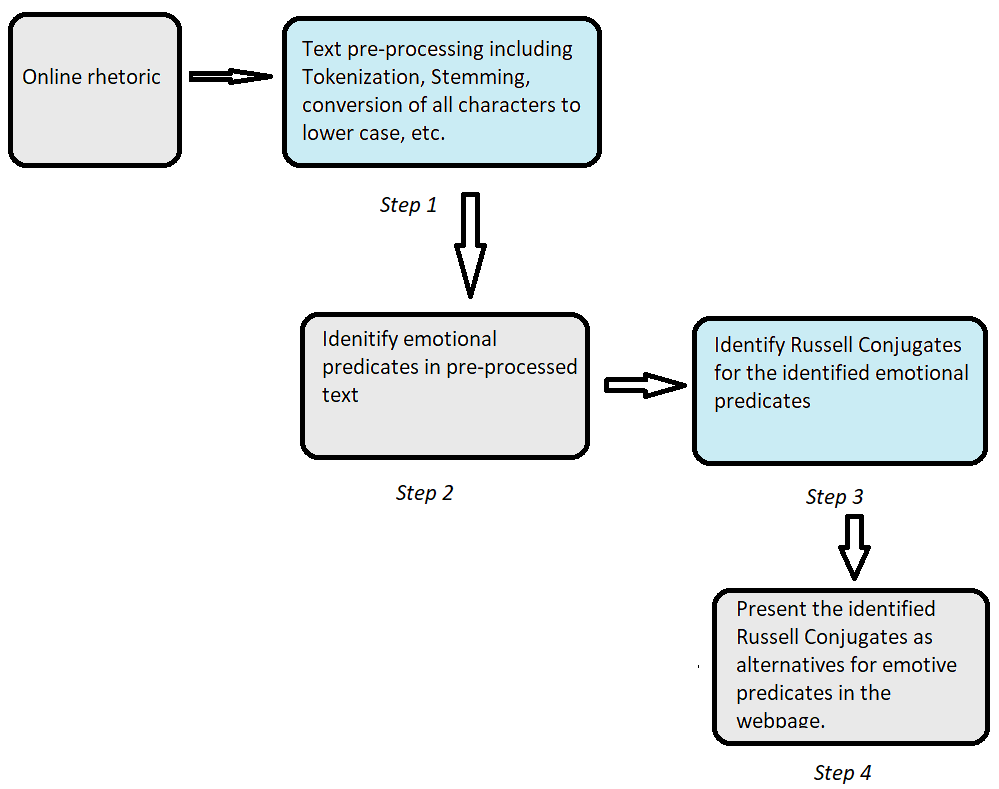 Online rhetoric
Text pre-processing including
Tokenization, Stemming,
conversion of all characters to
lower case, etc.
Step 1
Idenitify emotional
predicates in pre-processed
text
Step 2
Identify Russell Conjugates
for the identified emotional
predicates
Step 3
Present the identified
Russell Conjugates as
alternatives for emotive
predicates in the
webpage.
Step 4